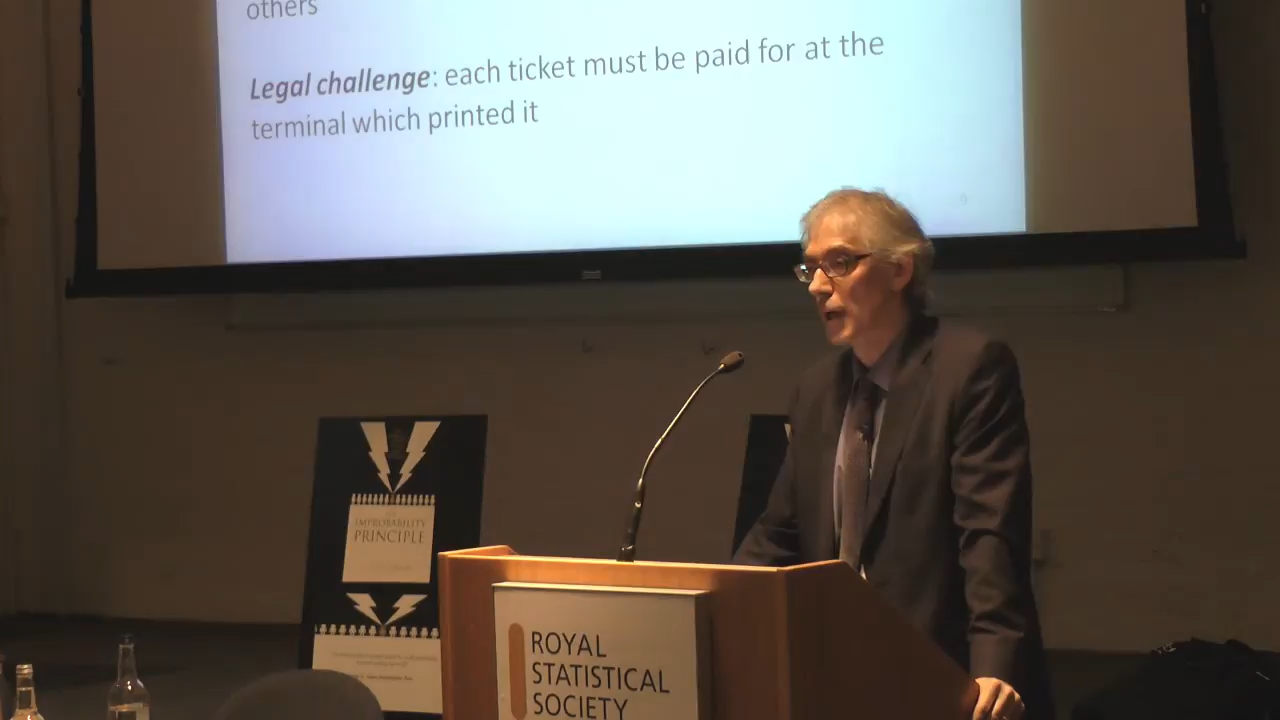 others
Legal challenge: each ticket must be paid for at the
terminal which printed it
IMPROBABILITY
PRINCIPLE
ROYAL
STATISTICAL
SOCIETY